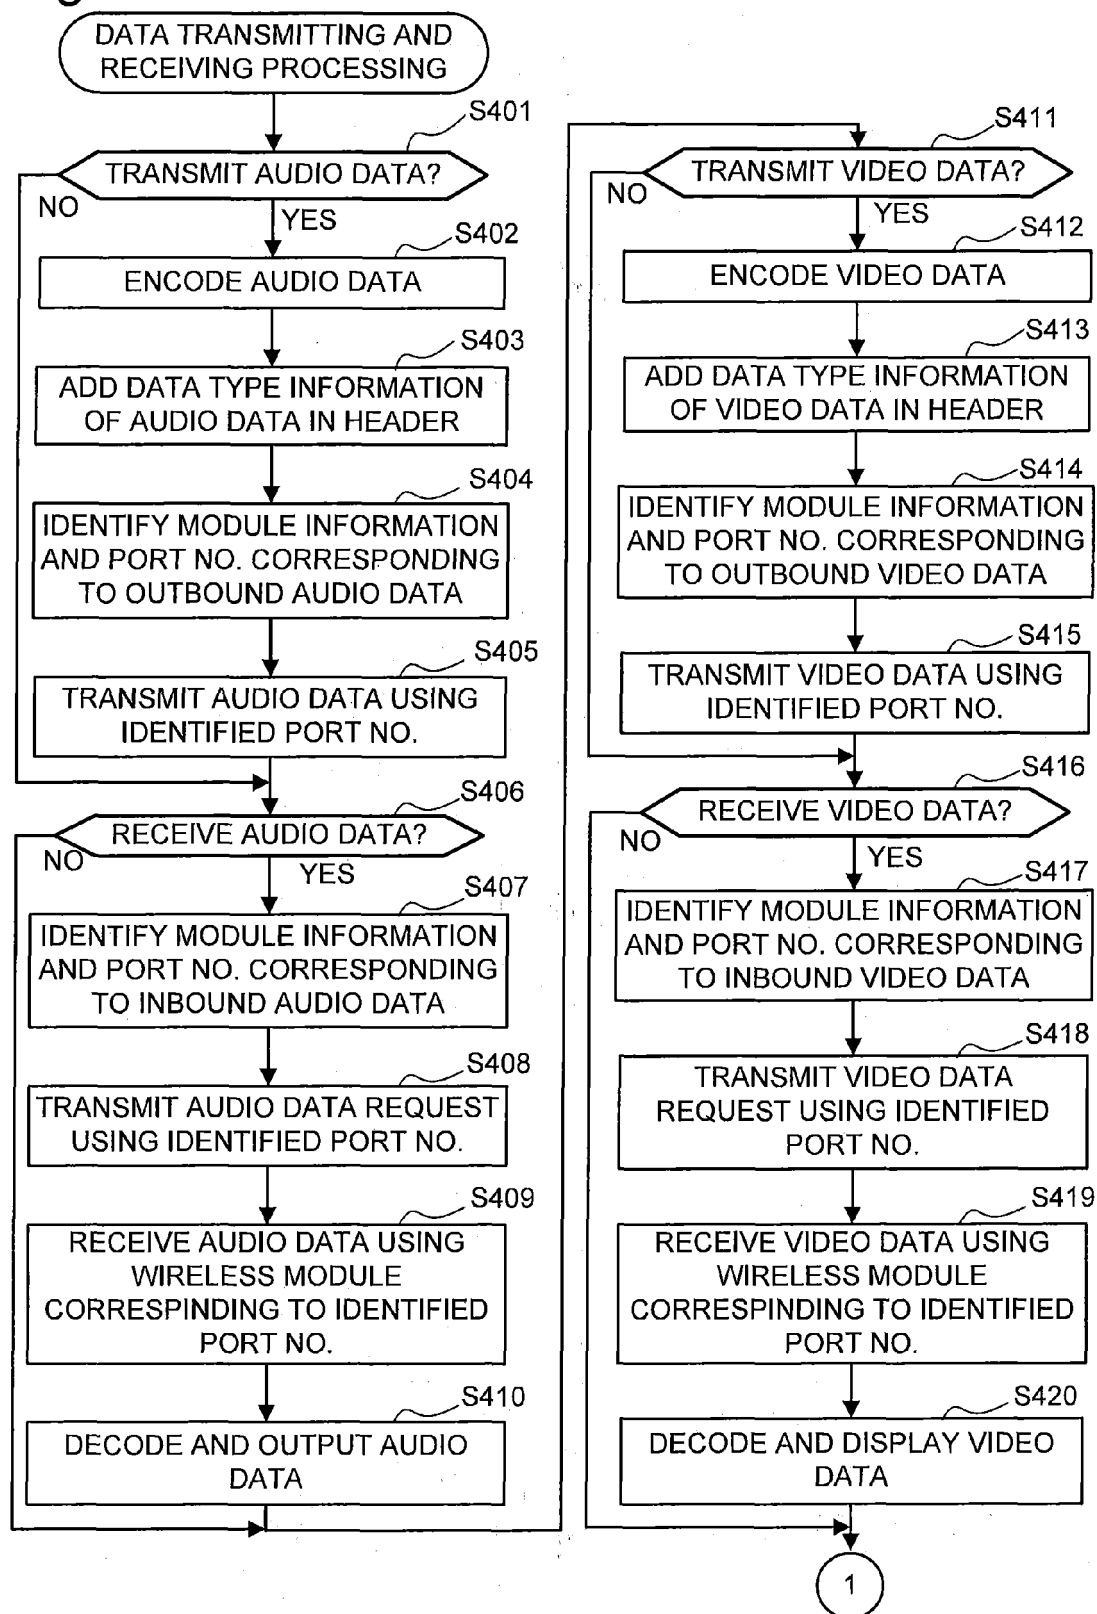 DATA TRANSMITTING AND
RECEIVING PROCESSING
S401
TRANSMIT AUDIO DATA?
NO
YES
S402
ENCODE AUDIO DATA
S403
ADD DATA TYPE INFORMATION
OF AUDIO DATA IN HEADER
S404
IDENTIFY MODULE INFORMATION
AND PORT NO. CORRESPONDING
TO OUTBOUND AUDIO DATA
S405
TRANSMIT AUDIO DATA USING
IDENTIFIED PORT NO.
S406
RECEIVE AUDIO DATA?
NO
YES
S407
IDENTIFY MODULE INFORMATION
AND PORT NO. CORRESPONDING
TO INBOUND AUDIO DATA
S408
TRANSMIT AUDIO DATA REQUEST
USING IDENTIFIED PORT NO.
S409
RECEIVE AUDIO DATA USING
WIRELESS MODULE
CORRESPINDING TO IDENTIFIED
PORT NO.
S410
DECODE AND OUTPUT AUDIO
DATA
S411
TRANSMIT VIDEO DATA?
NO
YES
S412
ENCODE VIDEO DATA
S413
ADD DATA TYPE INFORMATION
OF VIDEO DATA IN HEADER
S414
IDENTIFY MODULE INFORMATION
AND PORT NO. CORRESPONDING
TO OUTBOUND VIDEO DATA
S415
TRANSMIT VIDEO DATA USING
IDENTIFIED PORT NO.
S416
RECEIVE VIDEO DATA?
NO
YES
S417
IDENTIFY MODULE INFORMATION
AND PORT NO. CORRESPONDING
TO INBOUND VIDEO DATA
S418
TRANSMIT VIDEO DATA
REQUEST USING IDENTIFIED
PORT NO.
S419
RECEIVE VIDEO DATA USING
WIRELESS MODULE
CORRESPINDING TO IDENTIFIED
PORT NO.
S420
DECODE AND DISPLAY VIDEO
DATA
1